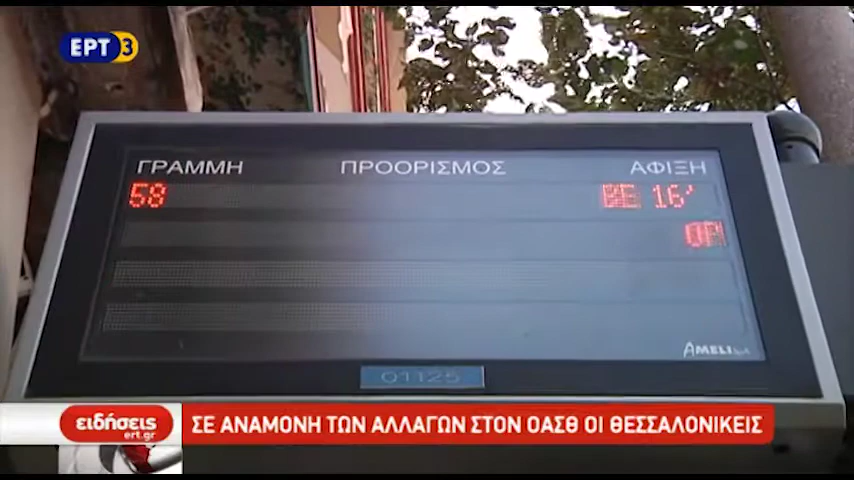 ΕΡΤ3
ΓΡΑΜΜΗ ΠΡΟΟΡΙΣΜΟΣ ΑΦΙΞΗ
58 ΣΕ 16'
AMELI
01125
ειδήσεις
ert.gr
ΣΕ ΑΝΑΜΟΝΗ ΤΩΝ ΑΛΛΑΓΩΝ ΣΤΟΝ ΟΑΣΘ ΟΙ ΘΕΣΣΑΛΟΝΙΚΕΙΣ